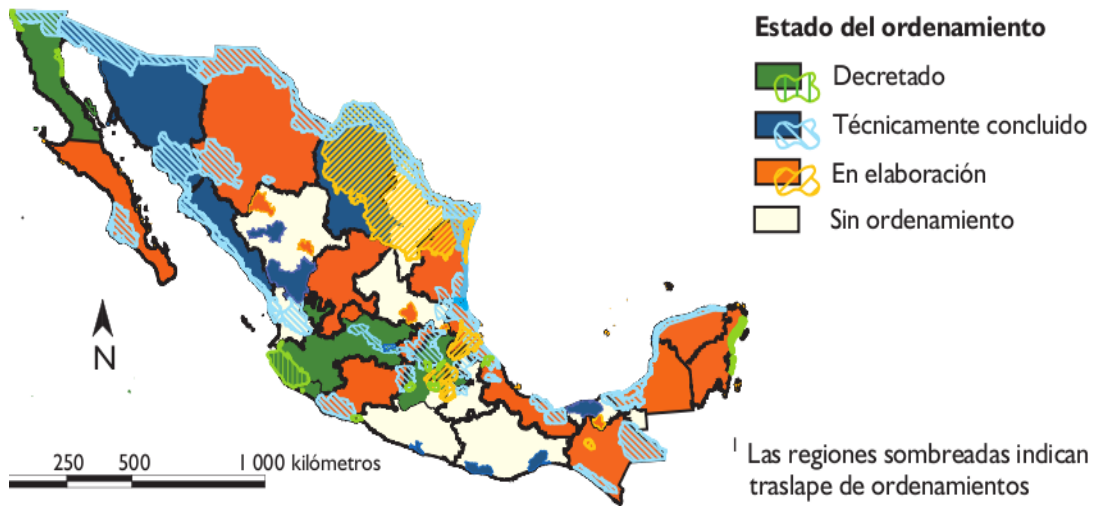 Estado del ordenamiento
Decretado
Técnicamente concluido
En elaboración
Sin ordenamiento
N
250 500 1 000 kilómetros
1 Las regiones sombreadas indican
traslape de ordenamientos